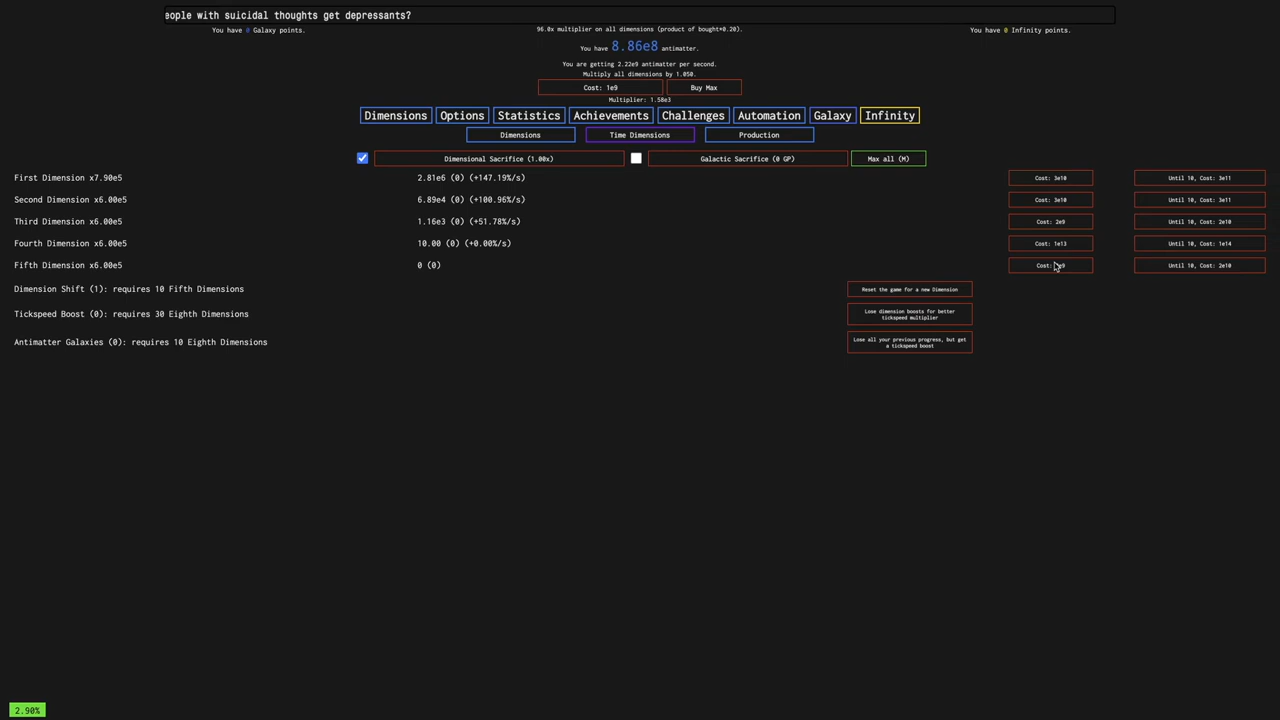 eople with suicidal thoughts get depressants?
You have 0 Galaxy points.
96.0x multiplier on all dimensions (product of bought*0.20).
You have 0 Infinity points.
You have 8.86e8 antimatter.
You are getting 2.22e9 antimatter per second.
Multiply all dimensions by 1.050.
Cost: 1e9 Buy Max
Multiplier: 1.58e3
Dimensions Options Statistics Achievements Challenges Automation Galaxy Infinity
Dimensions Time Dimensions Production
Dimensional Sacrifice (1.00x) Galactic Sacrifice (0 GP) Max all (M)
First Dimension x7.90e5 2.81e6 (0) (+147.19%/s) Cost: 3e10 Until 10, Cost: 3e11
Second Dimension x6.00e5 6.89e4 (0) (+100.96%/s) Cost: 3e10 Until 10, Cost: 3e11
Third Dimension x6.00e5 1.16e3 (0) (+51.78%/s) Cost: 2e9 Until 10, Cost: 2e10
Fourth Dimension x6.00e5 10.00 (0) (+0.00%/s) Cost: 1e13 Until 10, Cost: 1e14
Fifth Dimension x6.00e5 0 (0) Cost: Until 10, Cost: 2e10
Dimension Shift (1): requires 10 Fifth Dimensions Reset the game for a new Dimension
Tickspeed Boost (0): requires 30 Eighth Dimensions
Lose dimension boosts for better
tickspeed multiplier
Antimatter Galaxies (0): requires 10 Eighth Dimensions
Lose all your previous progress, but get
a tickspeed boost
2.90%